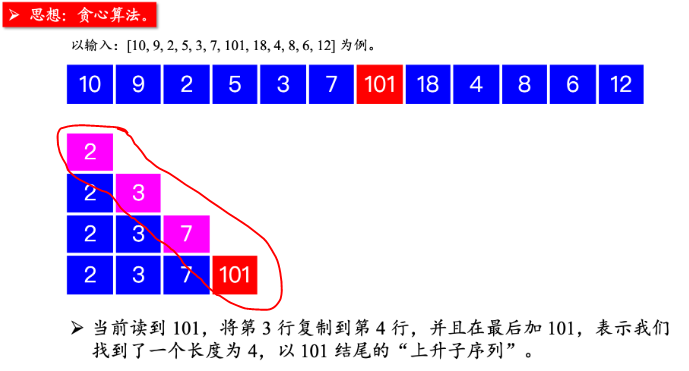 ➤ 思想：贪心算法。
以输入：[10, 9, 2, 5, 3, 7, 101, 18, 4, 8, 6, 12] 为例。
10 9 2 5 3 7 101 18 4 8 6 12
2
2 3
2 3 7
2 3 7 101
➤ 当前读到 101，将第 3 行复制到第 4 行，并且在最后加 101，表示我们
找到了一个长度为 4，以 101 结尾的“上升子序列”。